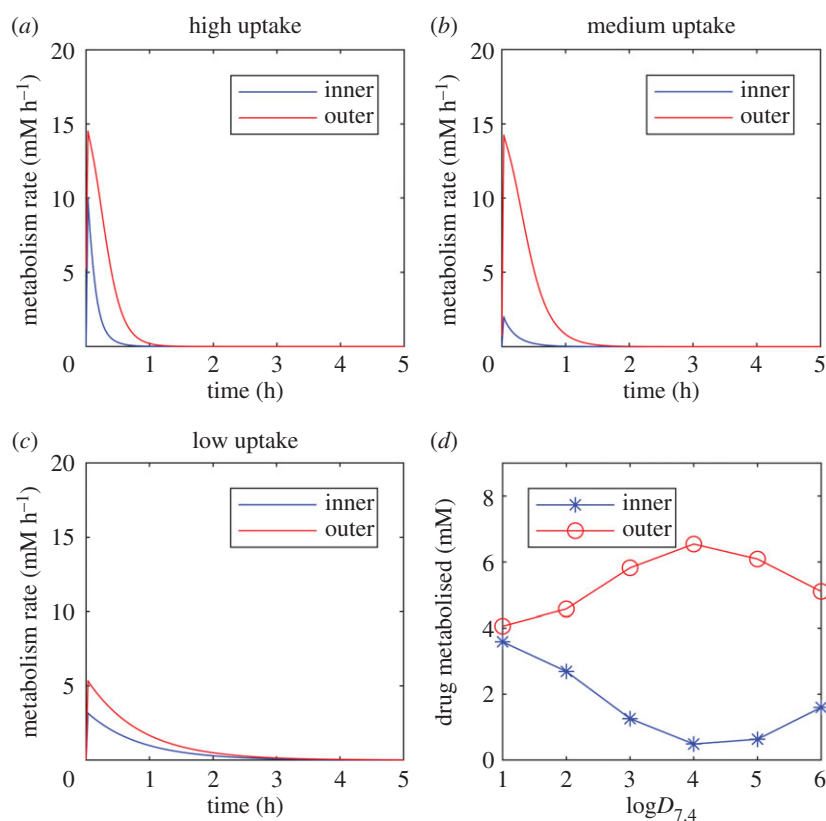 (a) high uptake
20
15
10
5
0
metabolism rate (mM h⁻¹)
inner
outer
1 2 3 4 5
time (h)
(b) medium uptake
20
15
10
5
0
metabolism rate (mM h⁻¹)
inner
outer
1 2 3 4 5
time (h)
(c) low uptake
20
15
10
5
0
metabolism rate (mM h⁻¹)
inner
outer
1 2 3 4 5
time (h)
(d)
8
6
4
2
0
drug metabolised (mM)
inner
outer
1 2 3 4 5 6
logD7.4